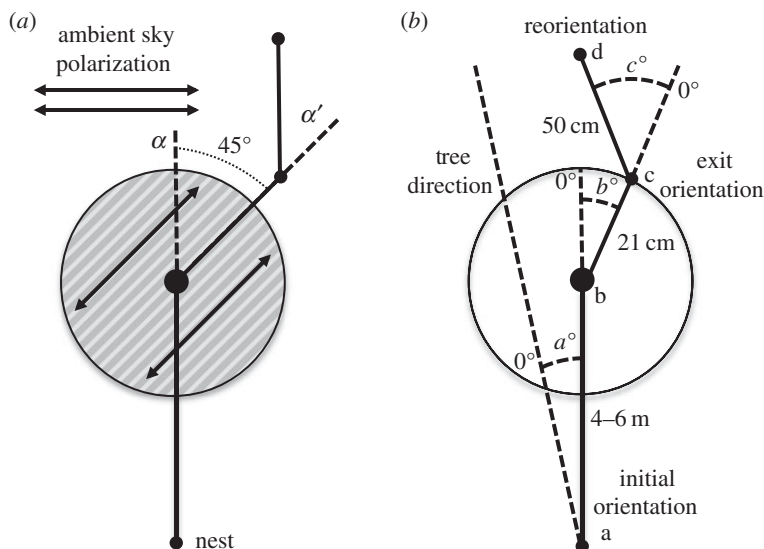 (a)
ambient sky
polarization
α
45°
α′
nest
(b)
reorientation
d
c°
0°
50 cm
tree
direction
0°
b°
c
exit
orientation
21 cm
b
0°
a°
4–6 m
initial
orientation
a